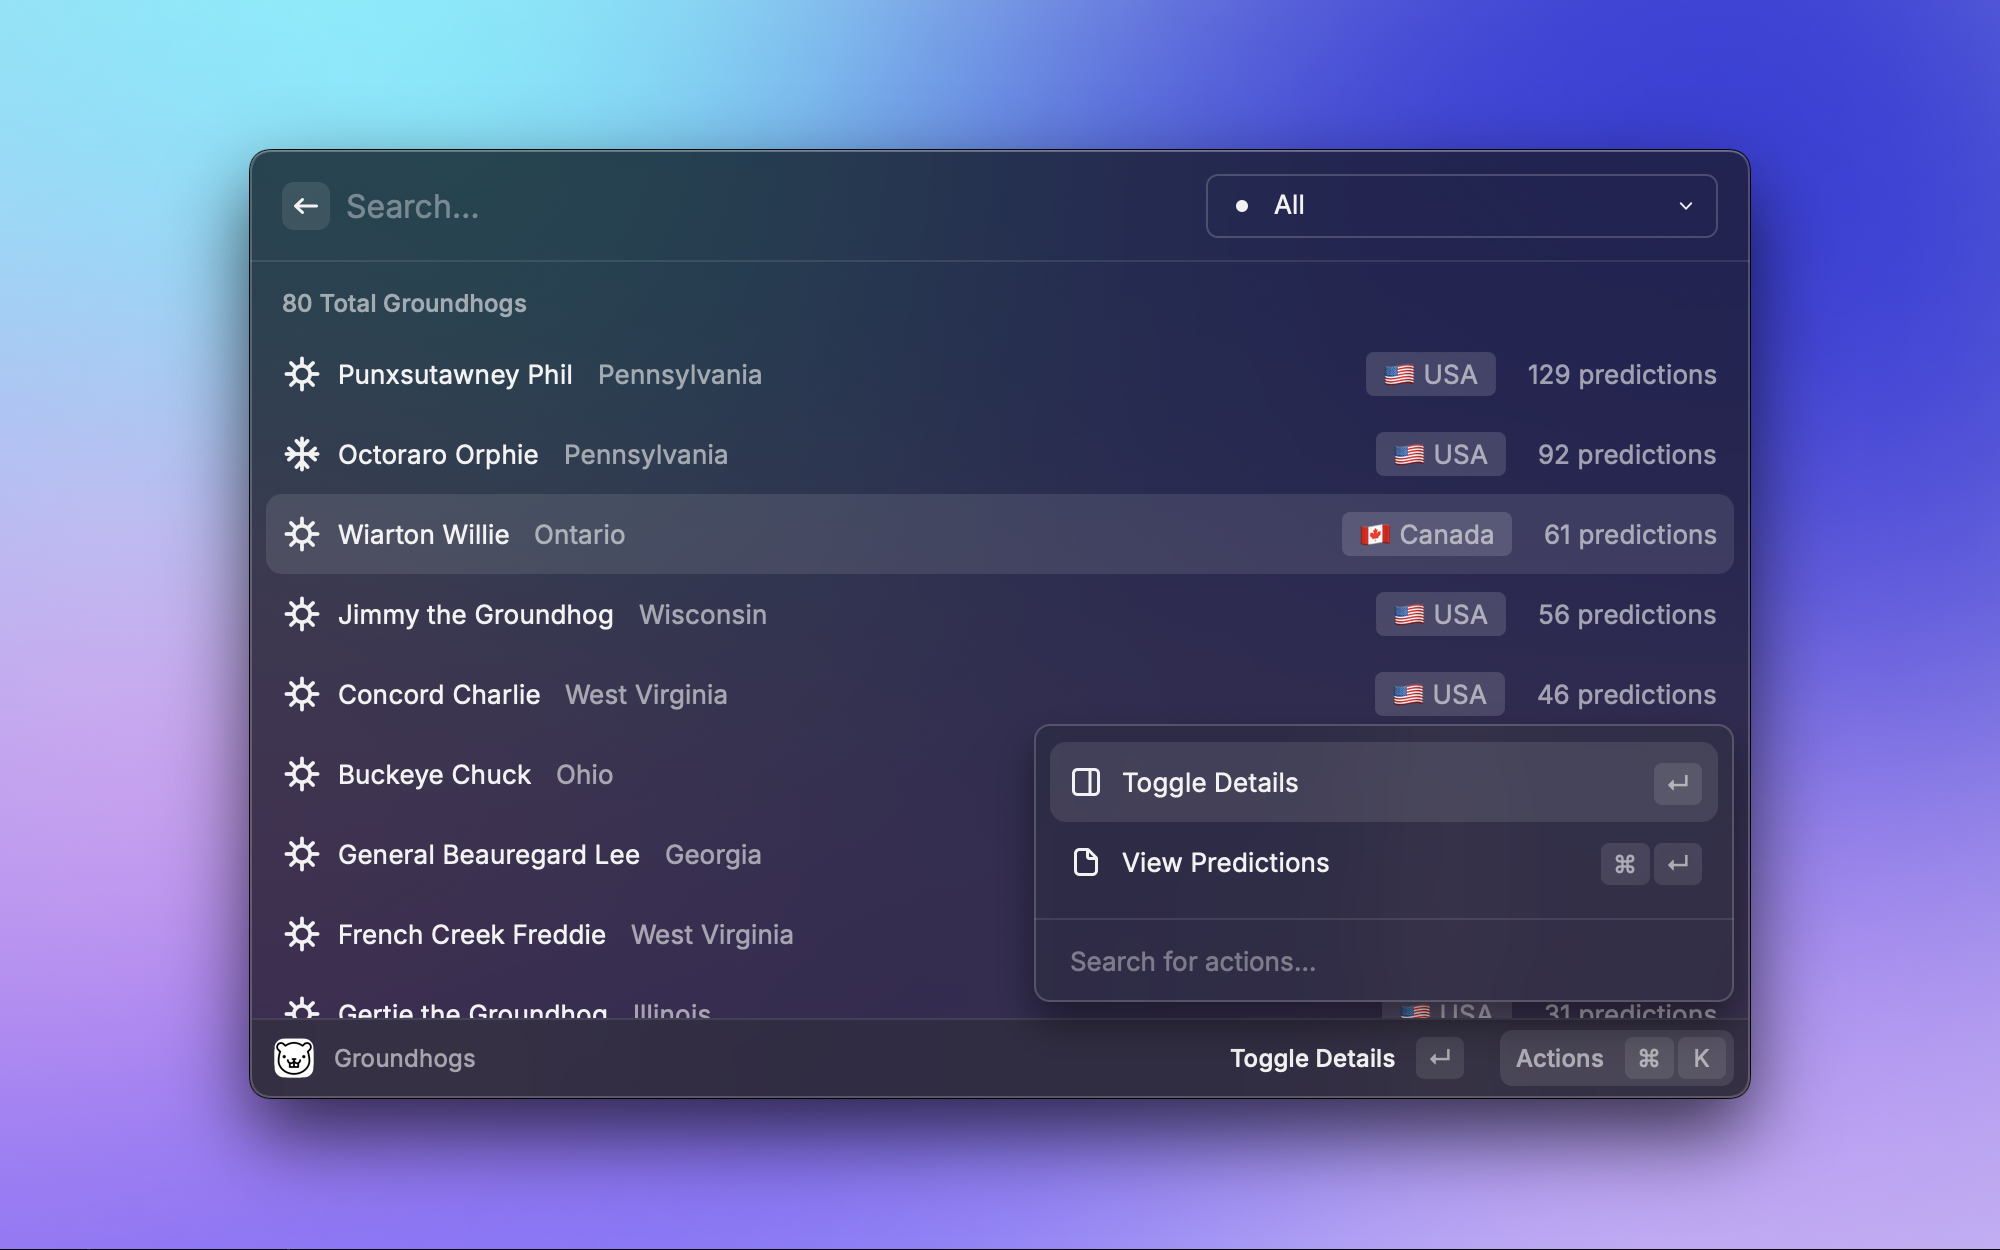 Search...
All
80 Total Groundhogs
Punxsutawney Phil Pennsylvania USA 129 predictions
Octoraro Orphie Pennsylvania USA 92 predictions
Wiarton Willie Ontario Canada 61 predictions
Jimmy the Groundhog Wisconsin USA 56 predictions
Concord Charlie West Virginia USA 46 predictions
Buckeye Chuck Ohio
General Beauregard Lee Georgia
French Creek Freddie West Virginia
Gertie the Groundhog Illinois USA 31 predictions
Toggle Details ↵
View Predictions ⌘ ↵
Search for actions...
Groundhogs
Toggle Details ↵
Actions ⌘ K